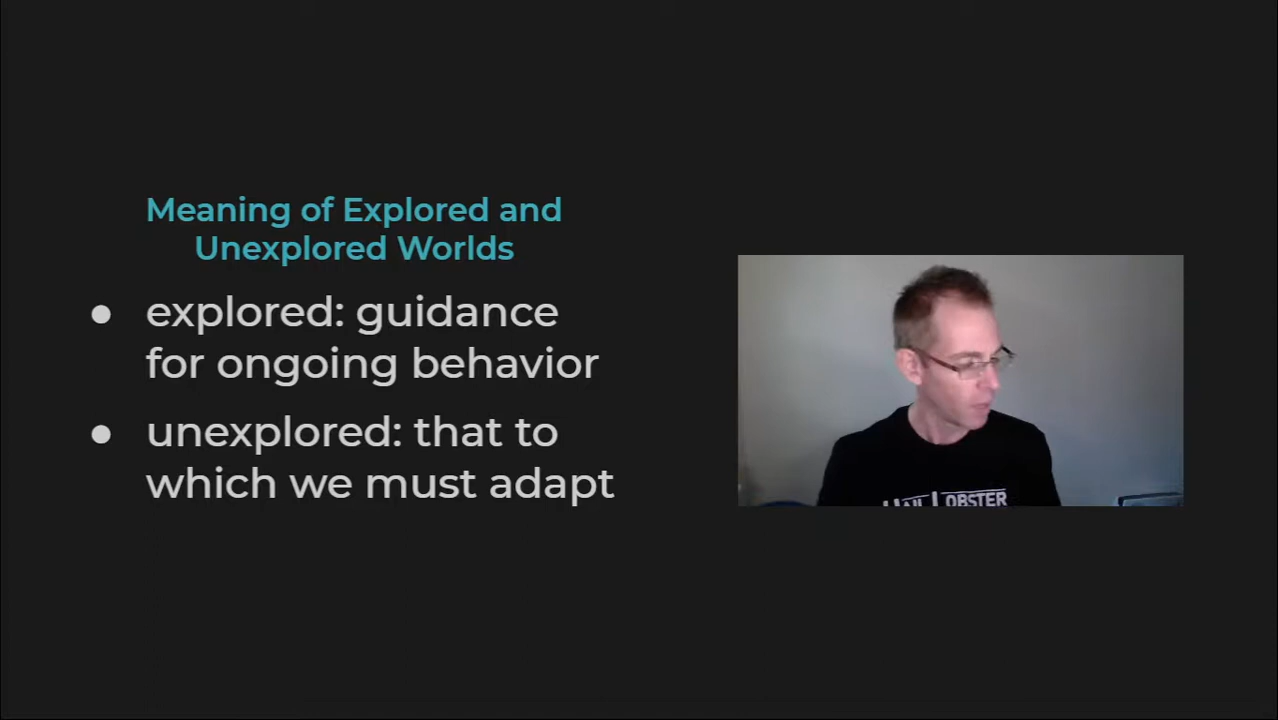 Meaning of Explored and
Unexplored Worlds
● explored: guidance
for ongoing behavior
● unexplored: that to
which we must adapt
HAIL LOBSTER